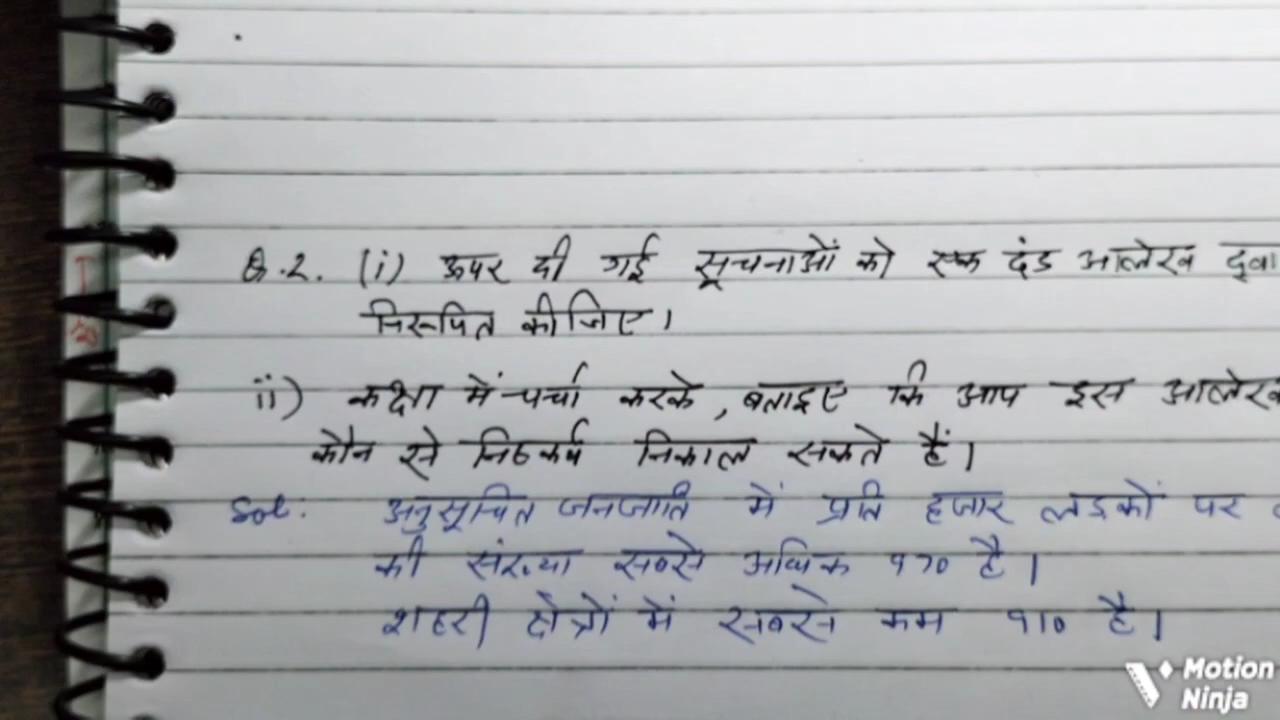 Q.2. (i) ऊपर दी गई सूचनाओं को एक दंड आलेख द्वा
निरूपित कीजिए।
ii) कक्षा में चर्चा करके, बताइए कि आप इस आलेख
कौन से निष्कर्ष निकाल सकते हैं।
Sol: अनुसूचित जनजाति में प्रति हजार लडकों पर
की संख्या सबसे अधिक 970 है।
शहरी क्षेत्रों में सबसे कम 910 है।
Motion
Ninja